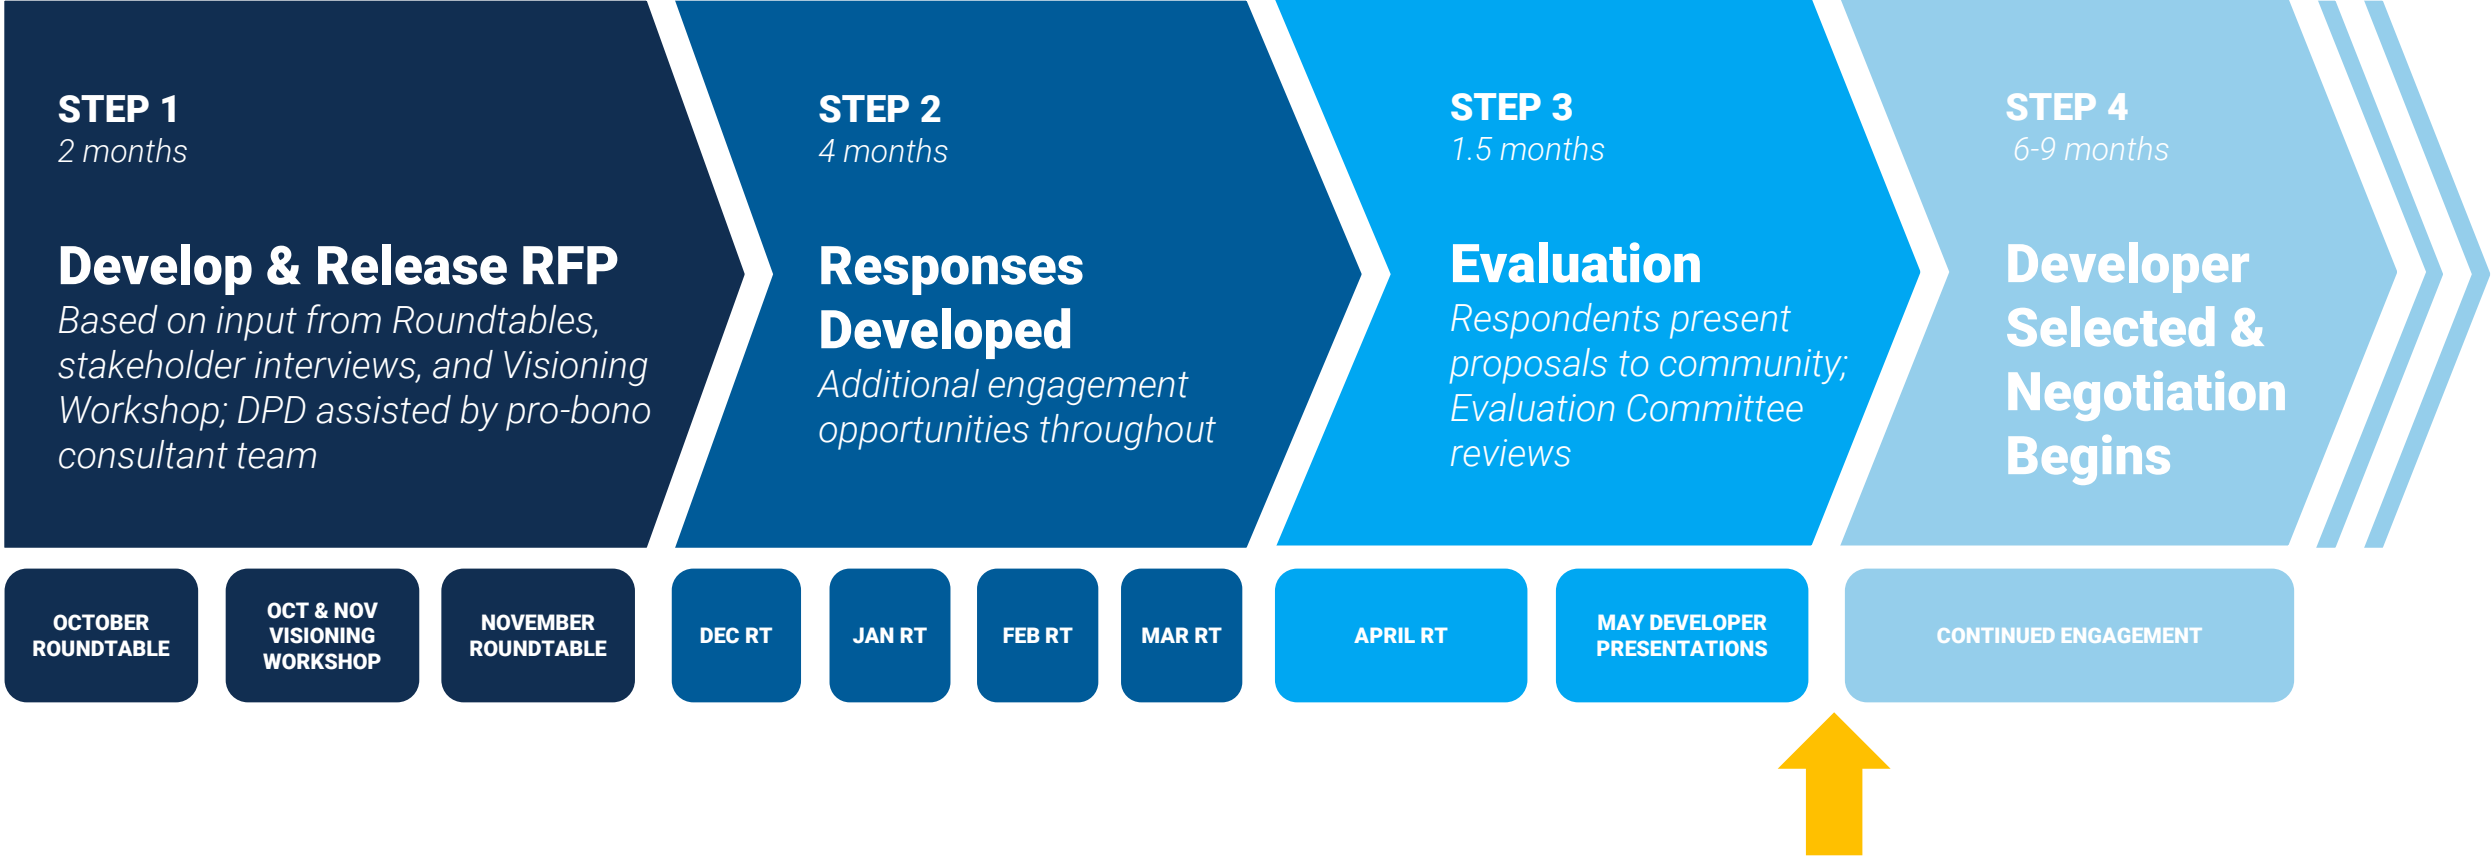 STEP 1
2 months
Develop & Release RFP
Based on input from Roundtables,
stakeholder interviews, and Visioning
Workshop; DPD assisted by pro-bono
consultant team
STEP 2
4 months
Responses
Developed
Additional engagement
opportunities throughout
STEP 3
1.5 months
Evaluation
Respondents present
proposals to community;
Evaluation Committee
reviews
STEP 4
6-9 months
Developer
Selected &
Negotiation
Begins
OCTOBER
ROUNDTABLE
OCT & NOV
VISIONING
WORKSHOP
NOVEMBER
ROUNDTABLE
DEC RT
JAN RT
FEB RT
MAR RT
APRIL RT
MAY DEVELOPER
PRESENTATIONS
CONTINUED ENGAGEMENT